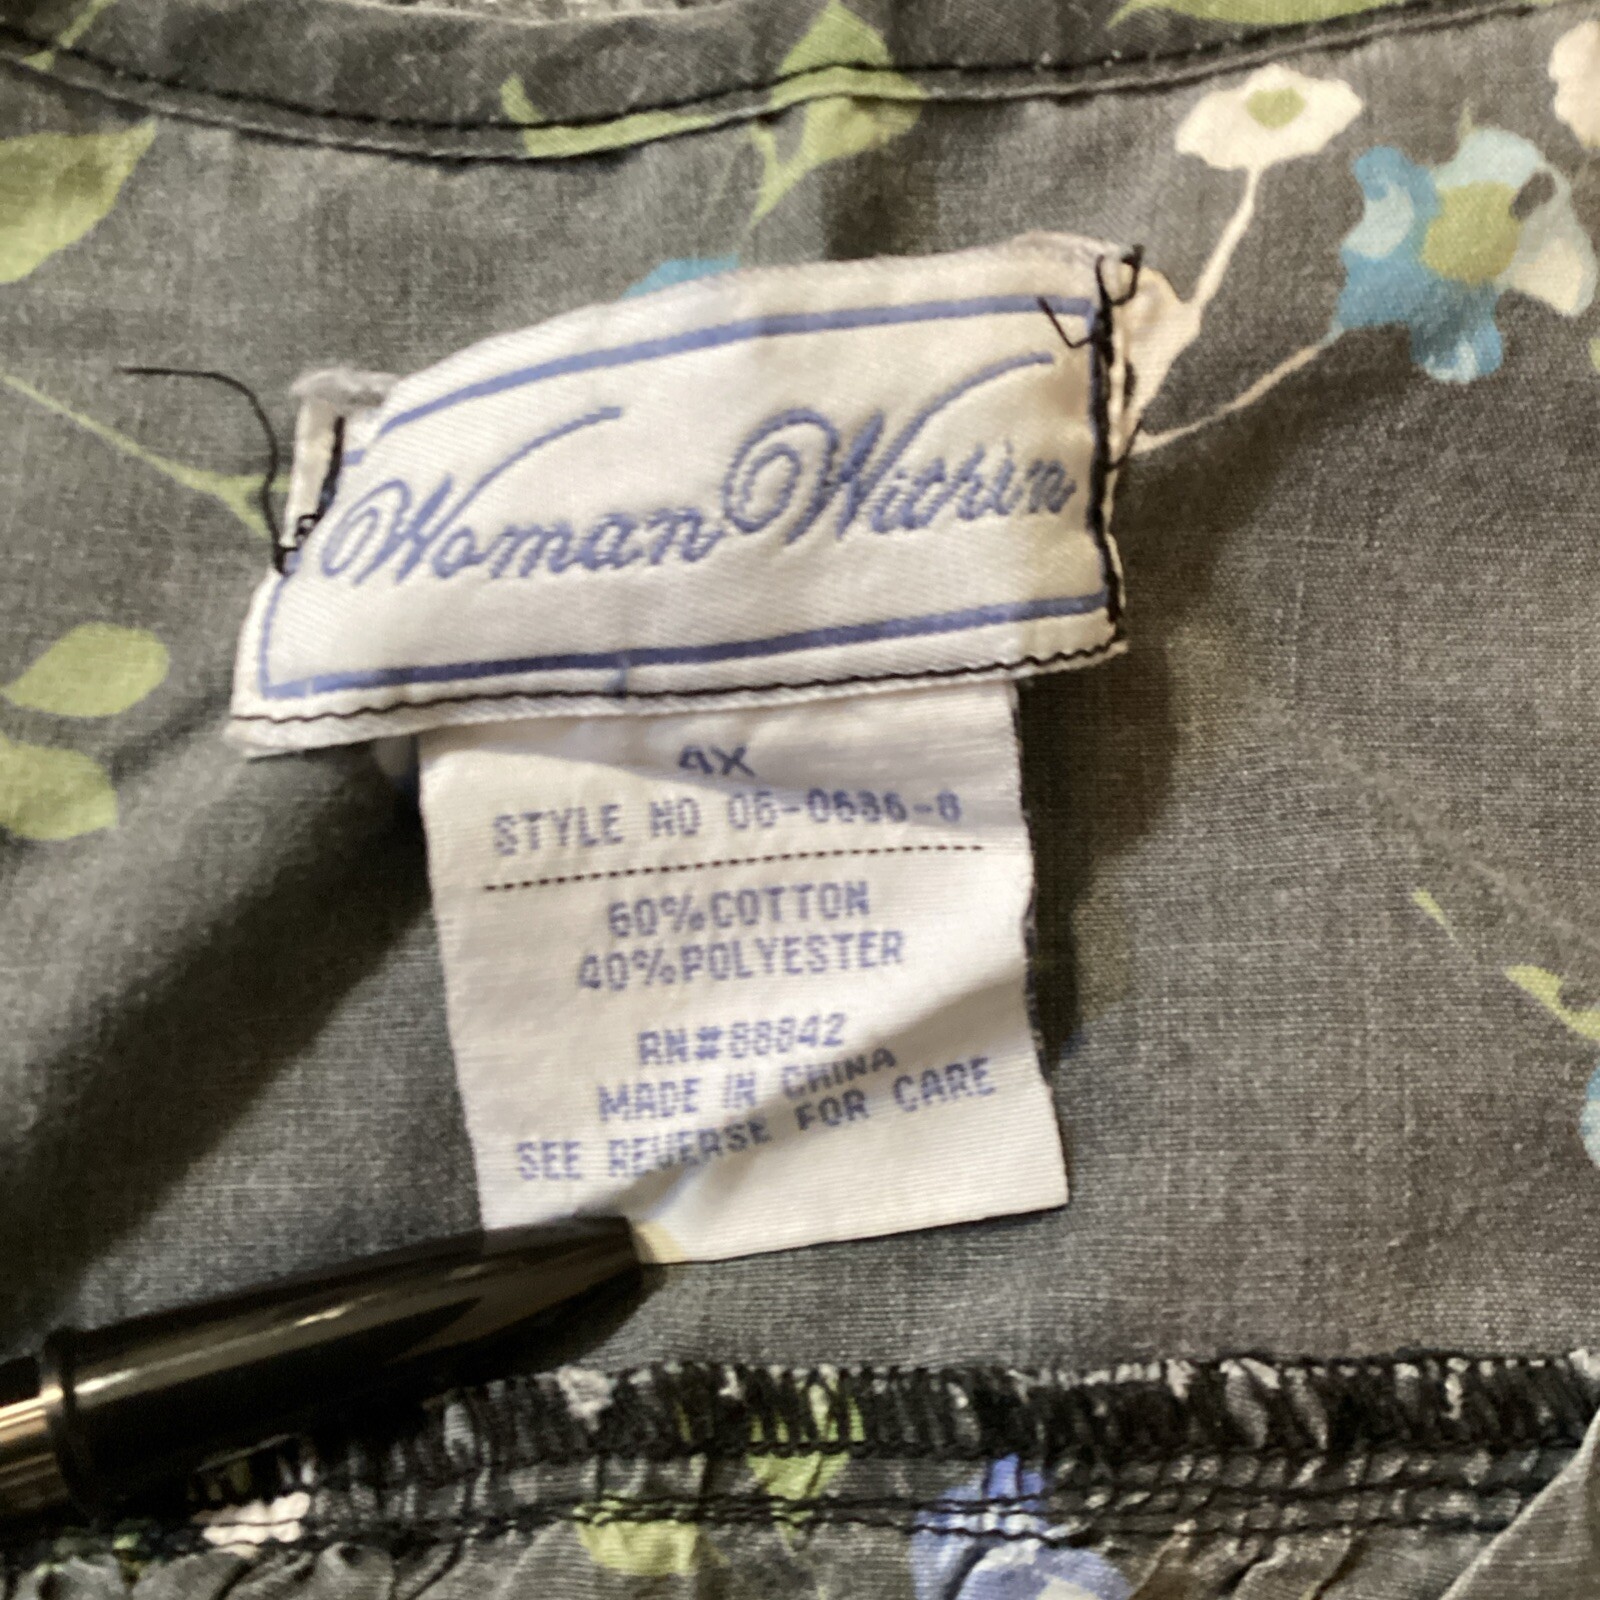 Woman Within
4X
STYLE NO 06-0686-8
60%COTTON
40%POLYESTER
RN#88842
MADE IN CHINA
SEE REVERSE FOR CARE